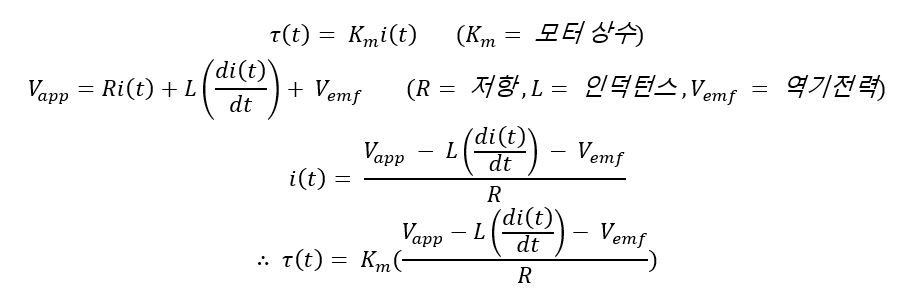 τ(t) = K_m i(t) (K_m = 모터 상수)
V_app = Ri(t) + L(di(t)/dt) + V_emf (R = 저항, L = 인덕턴스, V_emf = 역기전력)
i(t) = (V_app − L(di(t)/dt) − V_emf)/R
∴ τ(t) = K_m((V_app − L(di(t)/dt) − V_emf)/R)